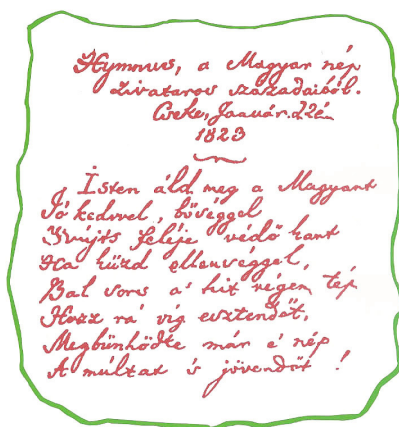 Hymnus, a Magyar nép
zivataros századaiból.
Cseke, Január. 22én
1823
Isten áld meg a Magyart
Jó kedvvel, bőséggel
Nyújts feléje védő kart
Ha küzd ellenséggel,
Bal sors a' kit régen tép
Hozz rá víg esztendőt,
Megbünhödte már e' nép
A múltat 's jövendőt !